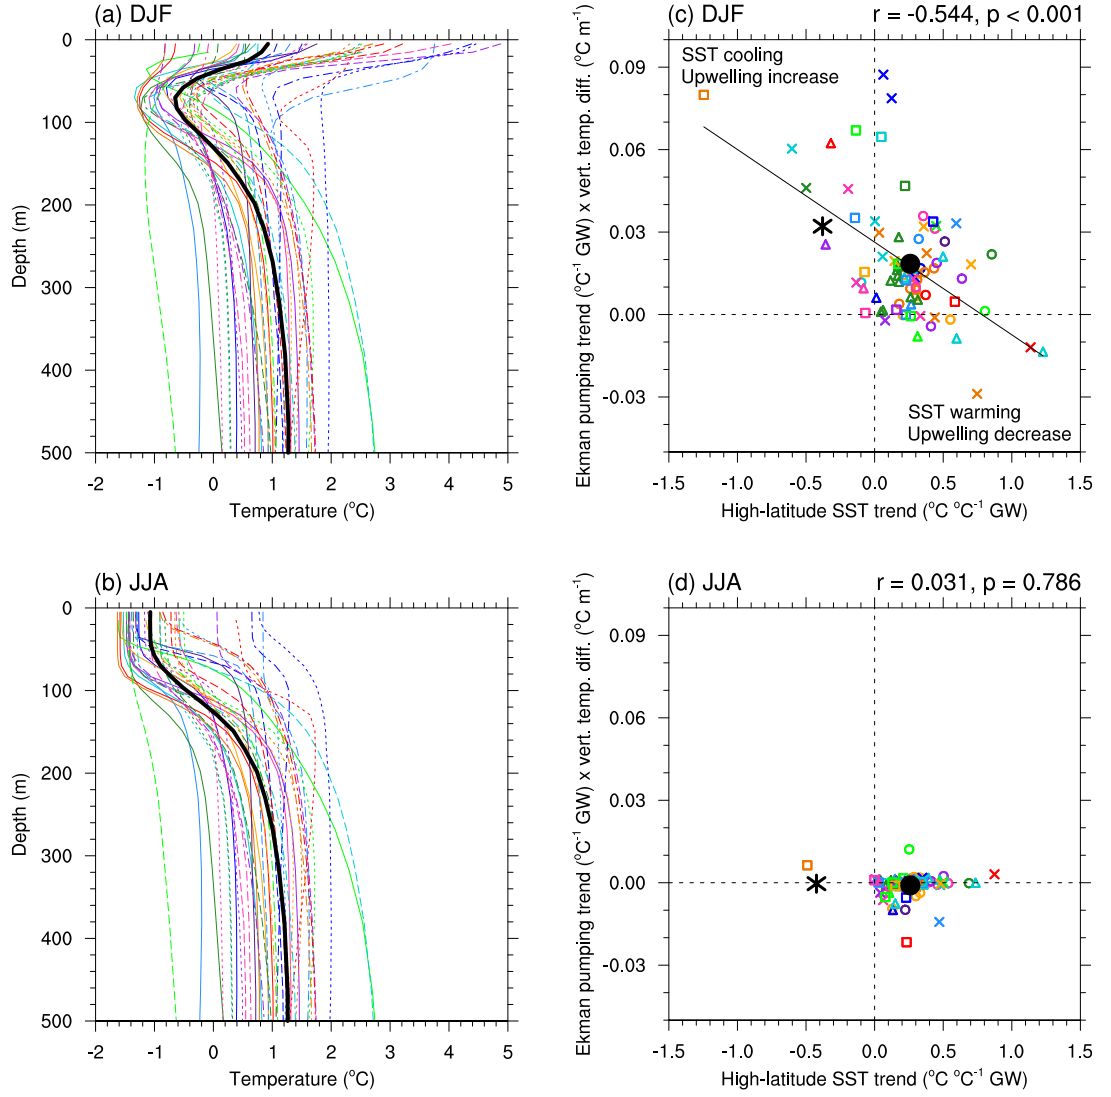 (a) DJF
0
100
200
300
400
500
Depth (m)
-2 -1 0 1 2 3 4 5
Temperature (°C)
(c) DJF
r = -0.544, p < 0.001
SST cooling
Upwelling increase
0.09
0.06
0.03
0.00
-0.03
Ekman pumping trend (°C⁻¹ GW) x vert. temp. diff. (°C m⁻¹)
SST warming
Upwelling decrease
-1.5 -1.0 -0.5 0.0 0.5 1.0 1.5
High-latitude SST trend (°C °C⁻¹ GW)
(b) JJA
0
100
200
300
400
500
Depth (m)
-2 -1 0 1 2 3 4 5
Temperature (°C)
(d) JJA
r = 0.031, p = 0.786
0.09
0.06
0.03
0.00
-0.03
Ekman pumping trend (°C⁻¹ GW) x vert. temp. diff. (°C m⁻¹)
-1.5 -1.0 -0.5 0.0 0.5 1.0 1.5
High-latitude SST trend (°C °C⁻¹ GW)